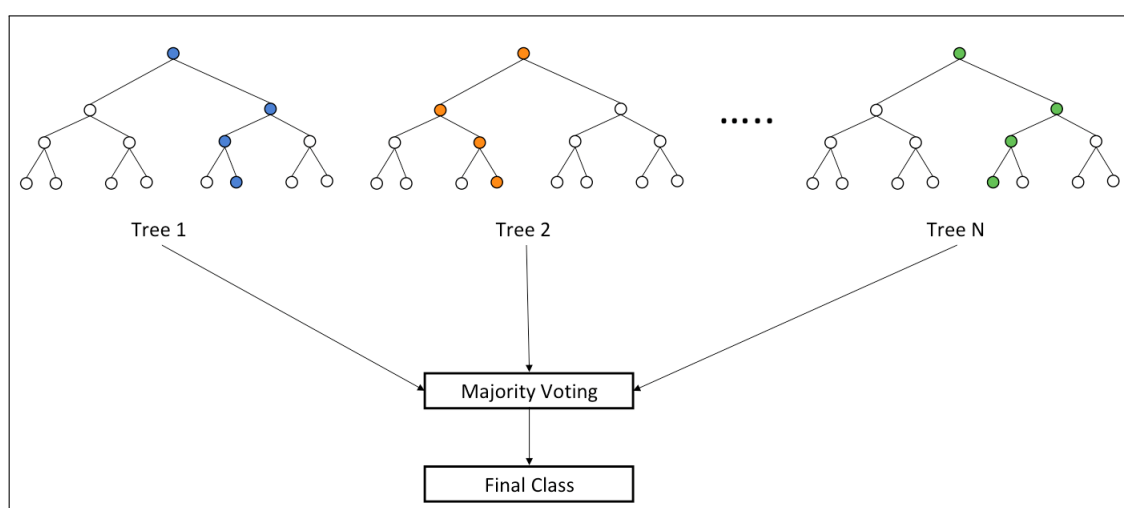 .....
Tree 1
Tree 2
Tree N
Majority Voting
Final Class